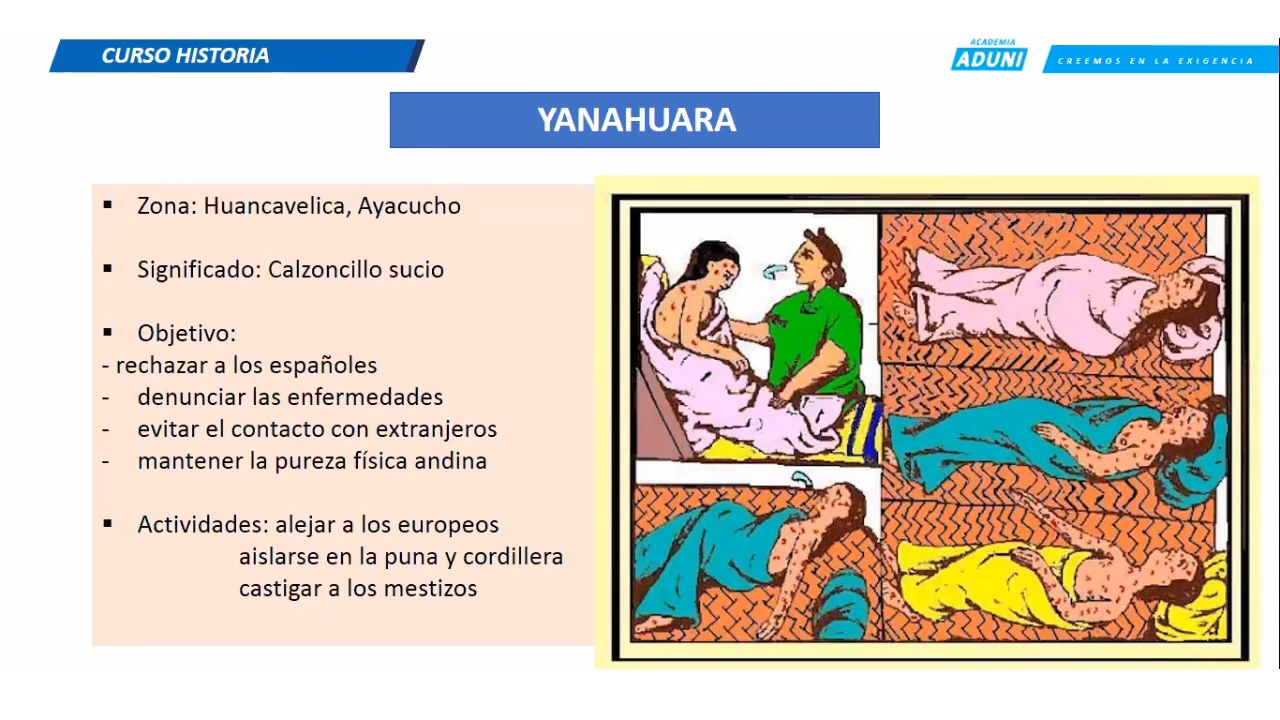 CURSO HISTORIA
ACADEMIA
ADUNI
CREEMOS EN LA EXIGENCIA
YANAHUARA
▪ Zona: Huancavelica, Ayacucho
▪ Significado: Calzoncillo sucio
▪ Objetivo:
- rechazar a los españoles
- denunciar las enfermedades
- evitar el contacto con extranjeros
- mantener la pureza física andina
▪ Actividades: alejar a los europeos
aislarse en la puna y cordillera
castigar a los mestizos